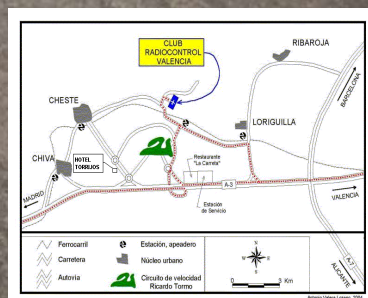 CLUB
RADIOCONTROL
VALENCIA
RIBAROJA
BARCELONA
CHESTE
LORIGUILLA
CHIVA
HOTEL
TORRIJOS
Restaurante
"La Carreta"
MADRID
A-3
VALENCIA
Estación
de Servicio
A-7
ALICANTE
Ferrocarril
Estación, apeadero
Carretera
Núcleo urbano
Autovia
Circuito de velocidad
Ricardo Tormo
N
S
0
3 Km